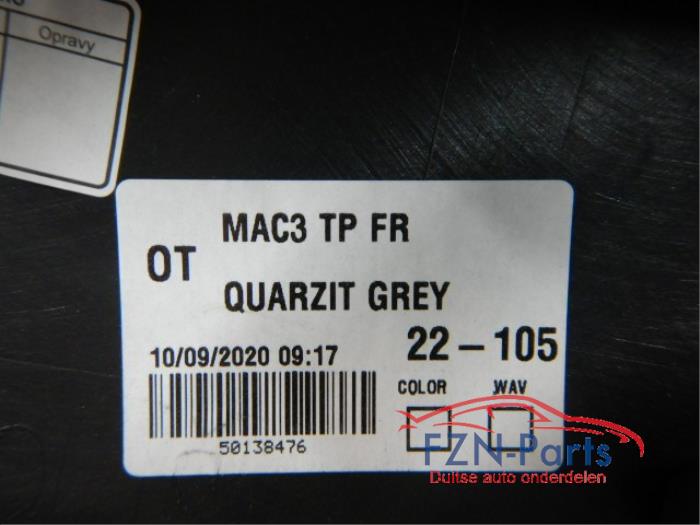 Opravy
MAC3 TP FR
OT
QUARZIT GREY
22-105
10/09/2020 09:17
COLOR WAV
50138476
FZN-Parts
Duitse auto onderdelen